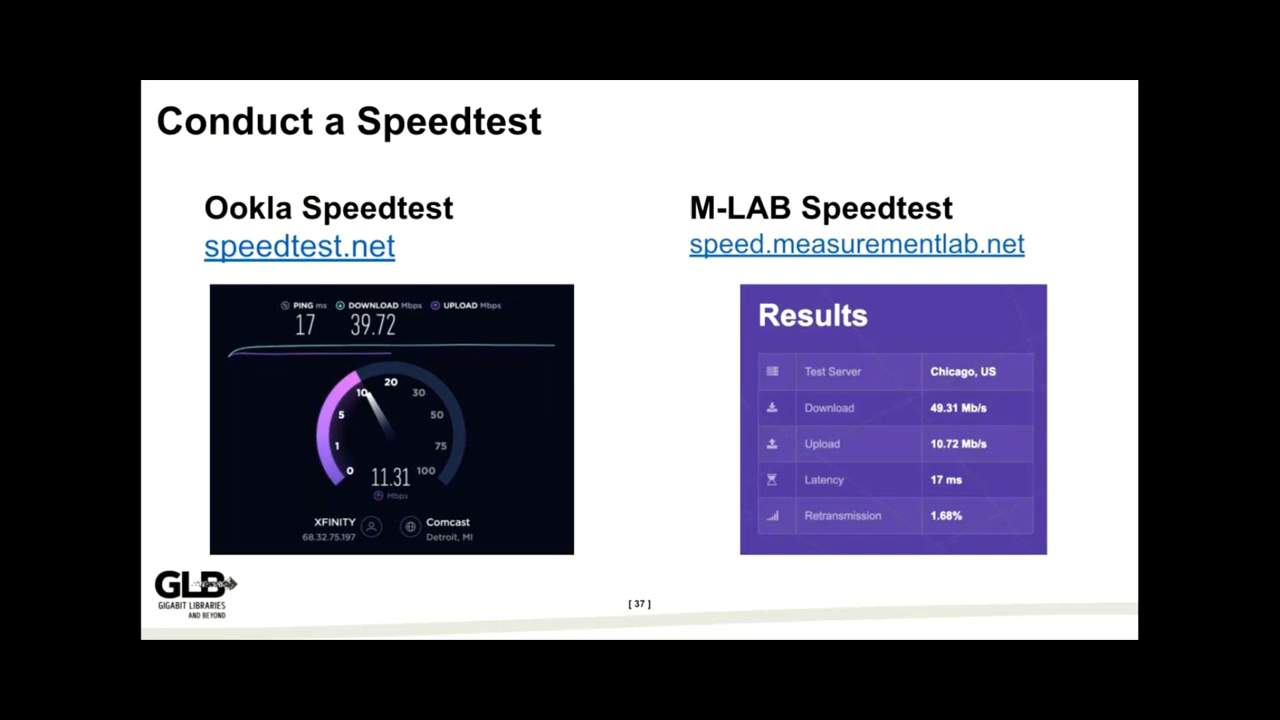 Conduct a Speedtest
Ookla Speedtest
speedtest.net
PING ms DOWNLOAD Mbps UPLOAD Mbps
17 39.72
20
10 30
5 50
1 75
0 100
11.31
Mbps
XFINITY Comcast
68.32.75.197 Detroit, MI
M-LAB Speedtest
speed.measurementlab.net
Results
Test Server Chicago, US
Download 49.31 Mb/s
Upload 10.72 Mb/s
Latency 17 ms
Retransmission 1.68%
GLB
GIGABIT LIBRARIES
AND BEYOND
[ 37 ]